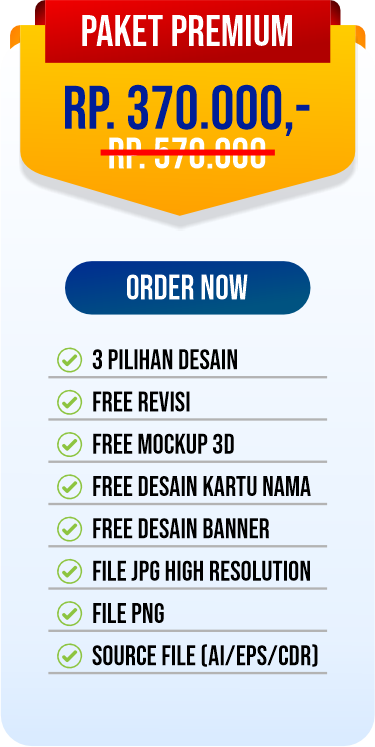 PAKET PREMIUM
RP. 370.000,-
RP. 570.000
ORDER NOW
3 PILIHAN DESAIN
FREE REVISI
FREE MOCKUP 3D
FREE DESAIN KARTU NAMA
FREE DESAIN BANNER
FILE JPG HIGH RESOLUTION
FILE PNG
SOURCE FILE (AI/EPS/CDR)